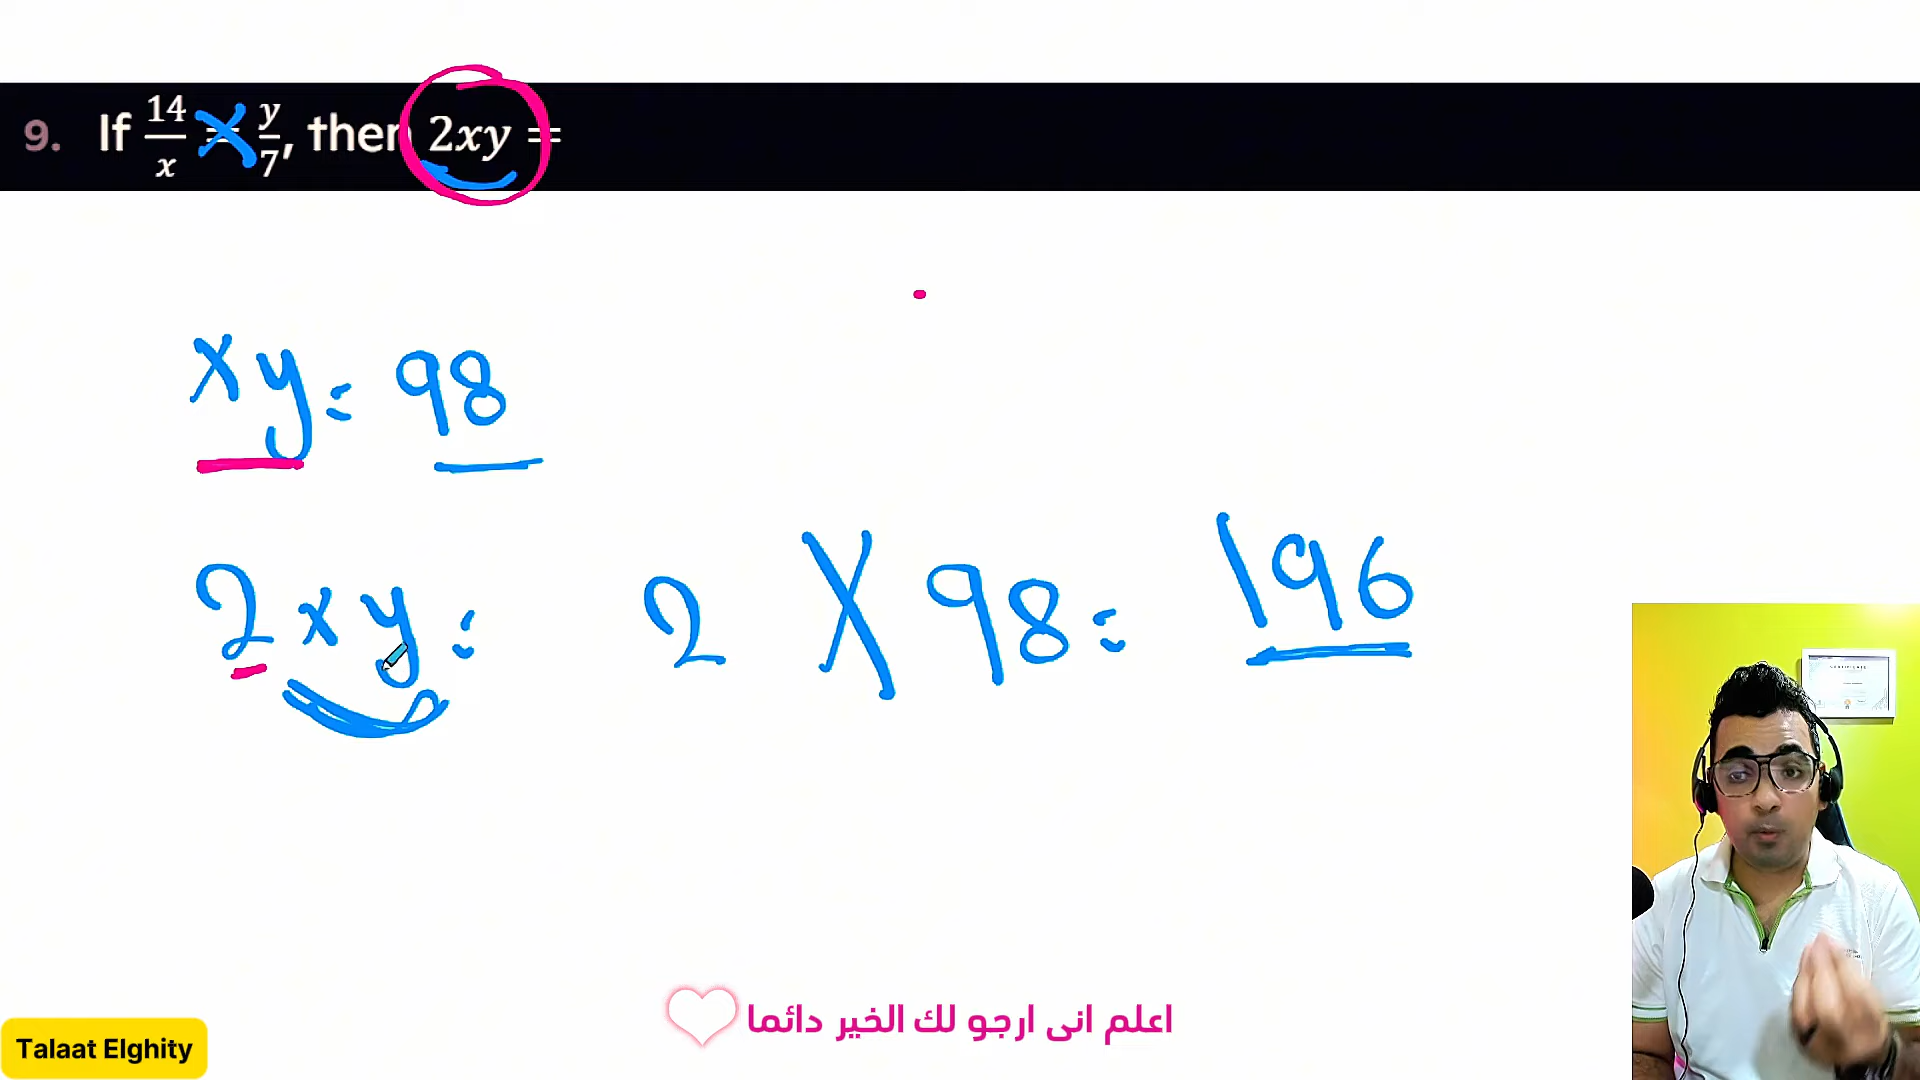 9. If 14/x = y/7, then 2xy =
xy = 98
2xy = 2 X 98 = 196
اعلم انى ارجو لك الخير دائما
Talaat Elghity